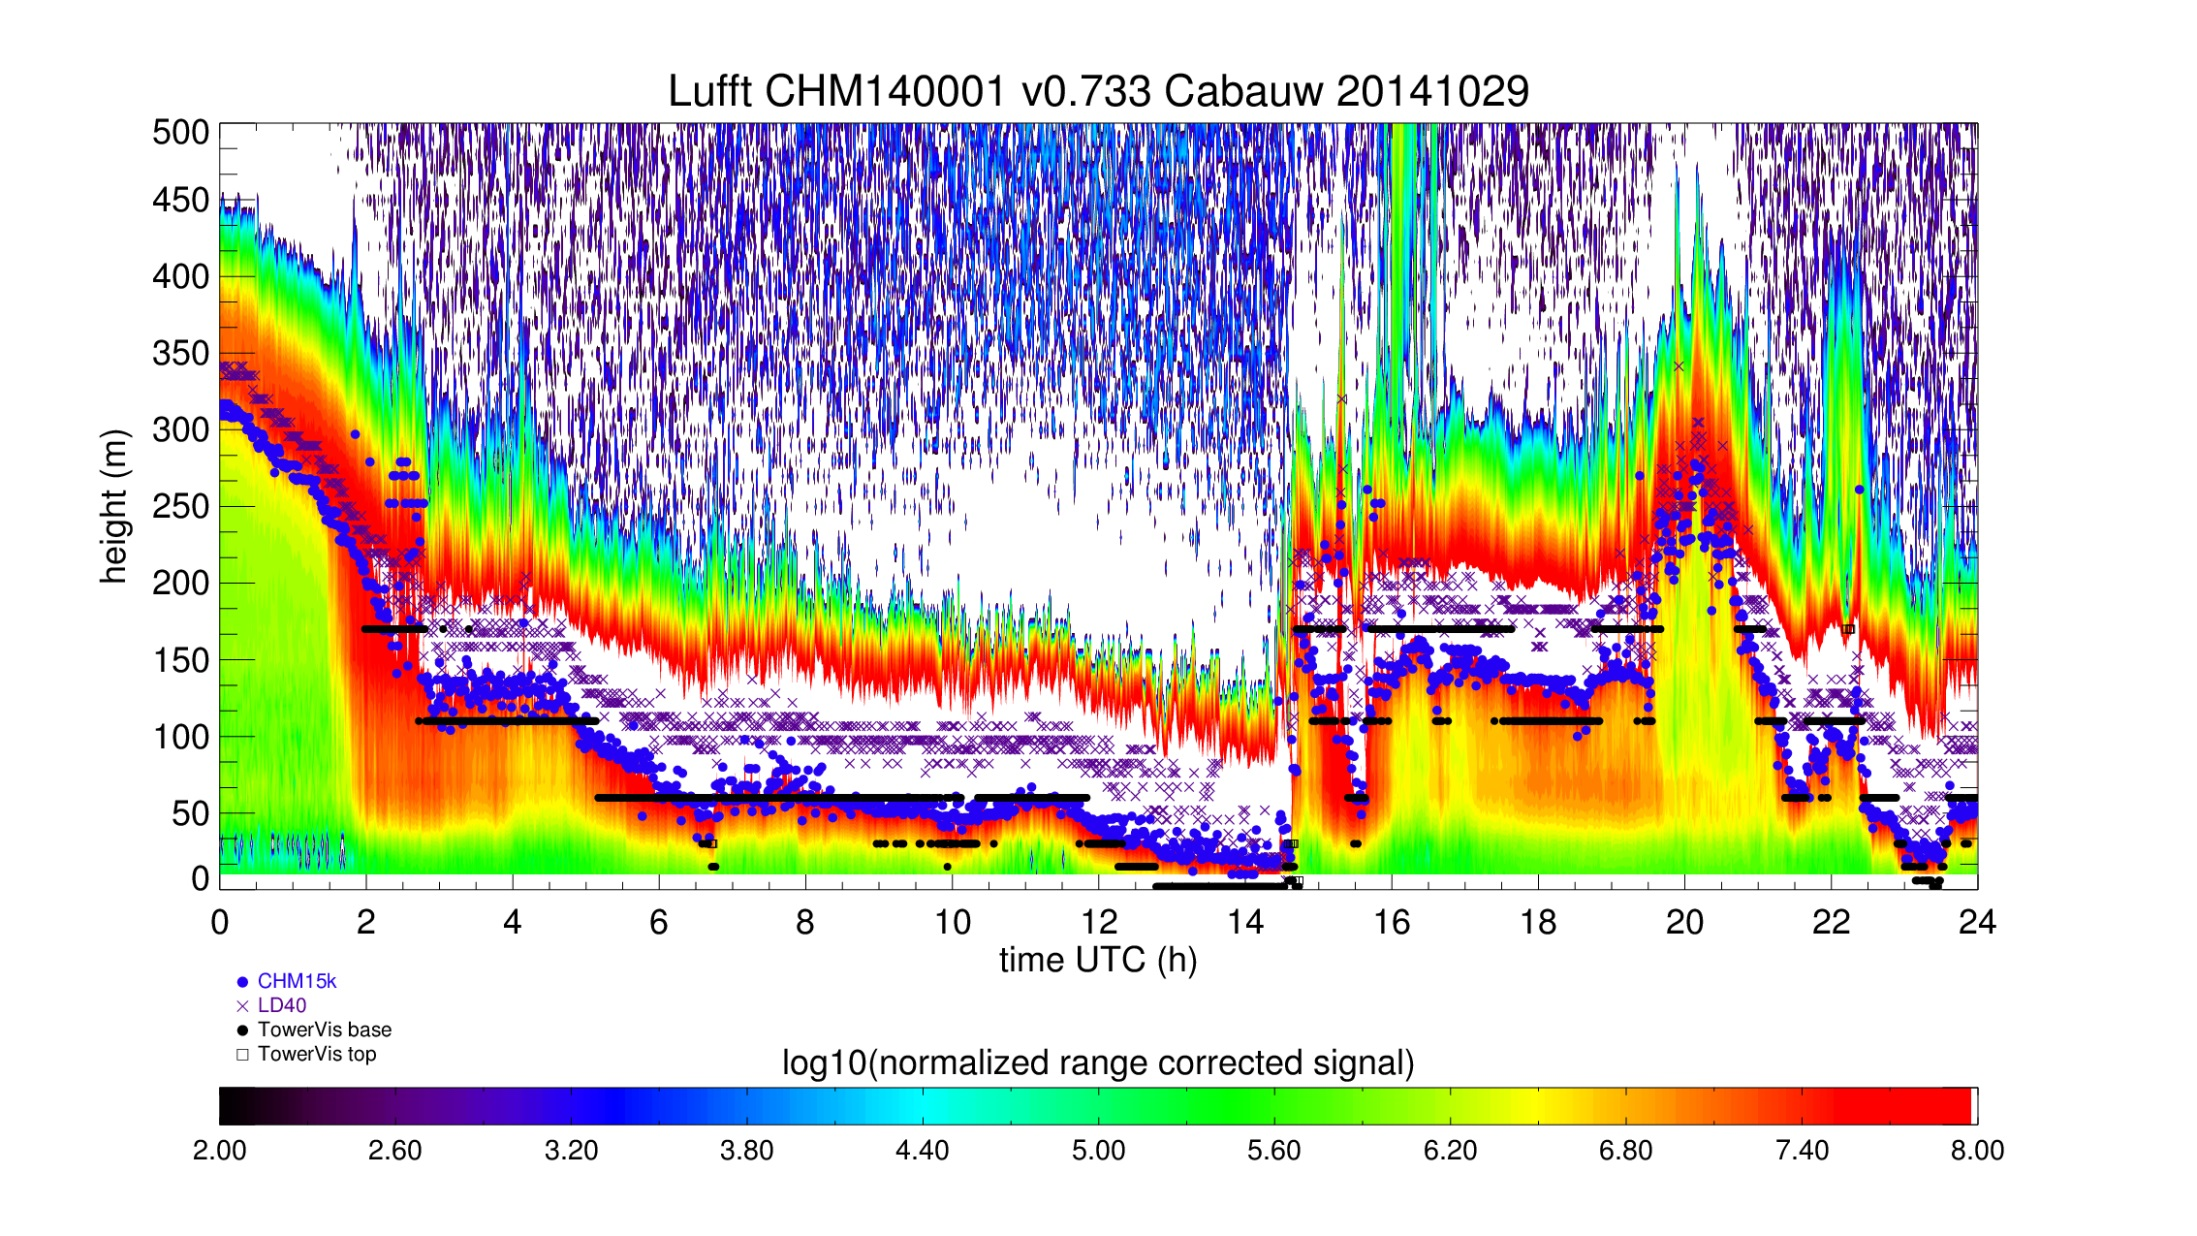 Lufft CHM140001 v0.733 Cabauw 20141029
500
450
400
350
300
250
200
150
100
50
0
height (m)
0 2 4 6 8 10 12 14 16 18 20 22 24
time UTC (h)
CHM15k
LD40
TowerVis base
TowerVis top
log10(normalized range corrected signal)
2.00 2.60 3.20 3.80 4.40 5.00 5.60 6.20 6.80 7.40 8.00